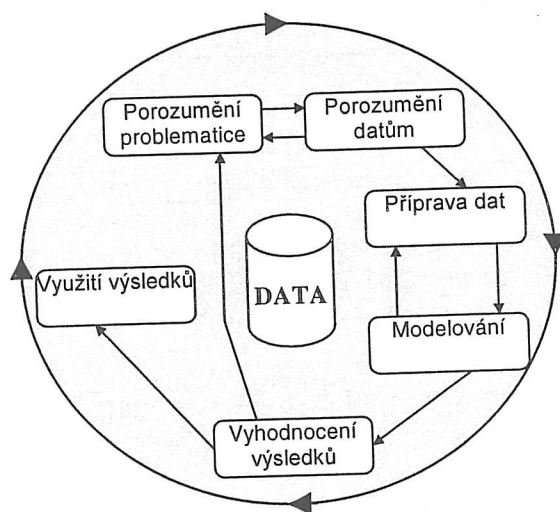 Porozumění
problematice
Porozumění
datům
Příprava dat
Využití výsledků
DATA
Modelování
Vyhodnocení
výsledků